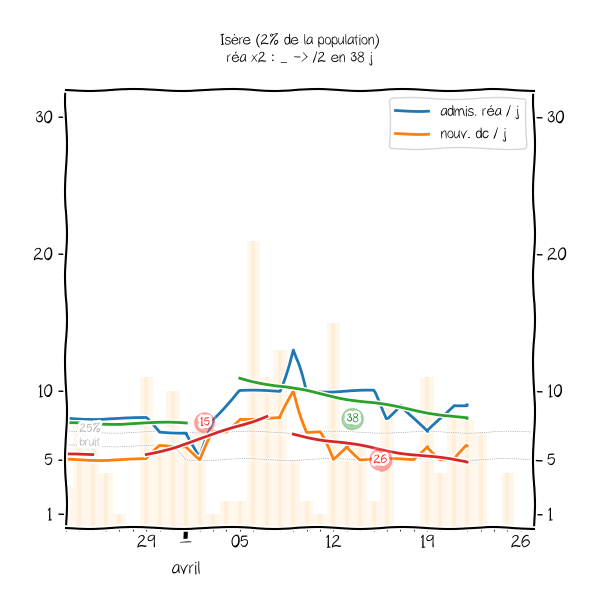 Isère (2% de la population)
réa x2 : _ -> /2 en 38 j
admis. réa / j
nouv. dc / j
30
30
20
20
10
10
15
38
25%
bruit
5
26
5
1
1
29 1 05 12 19 26
avril